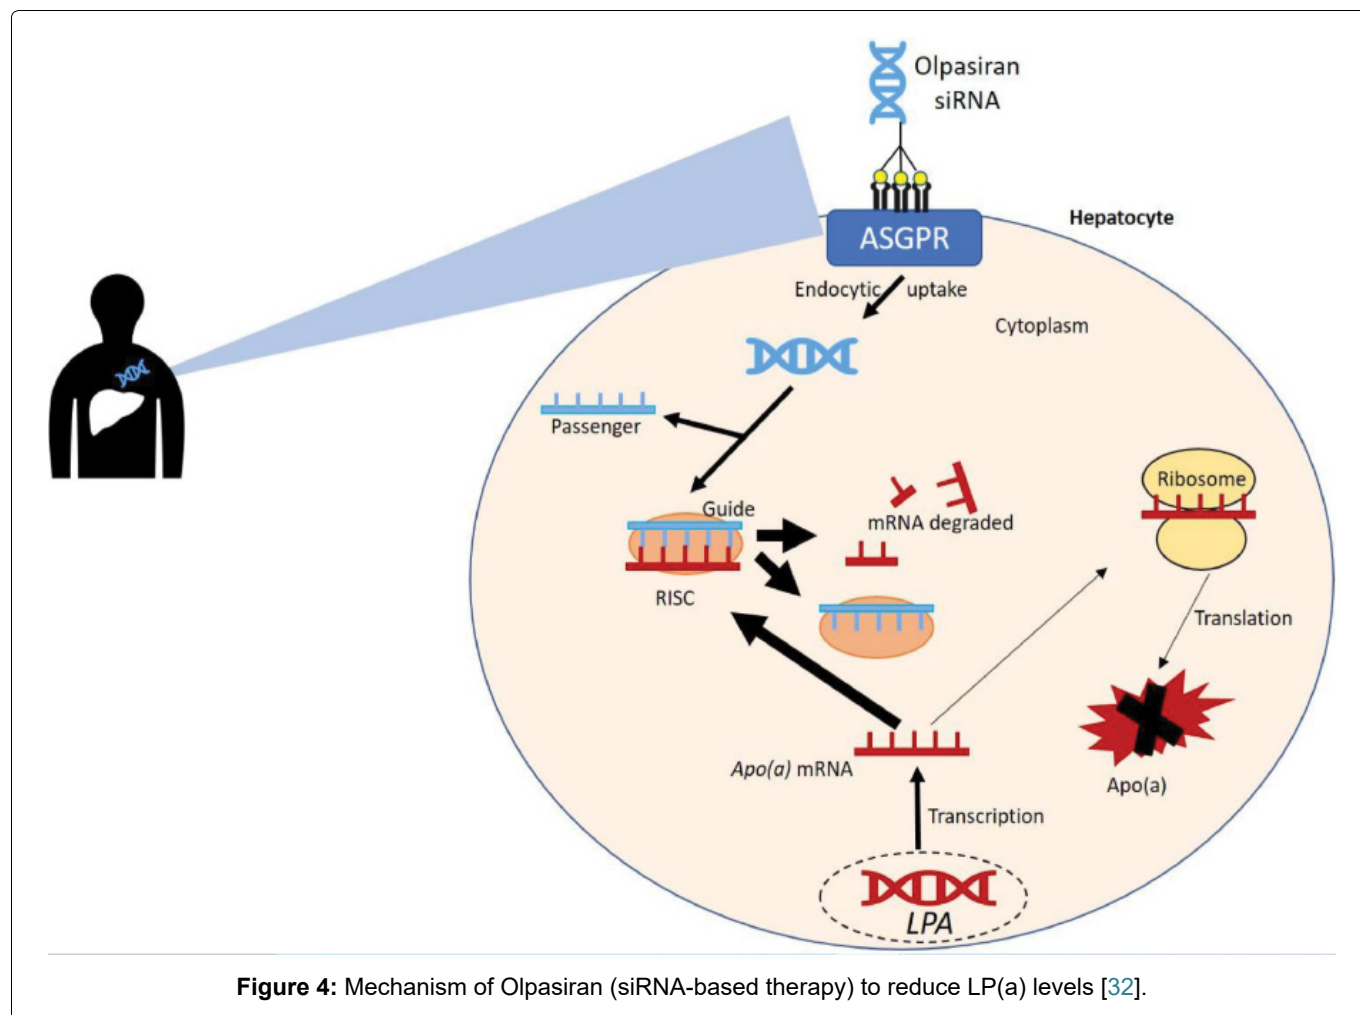 Olpasiran
siRNA
Hepatocyte
ASGPR
Endocytic uptake
Cytoplasm
Passenger
Guide
mRNA degraded
Ribosome
RISC
Translation
Apo(a) mRNA
Apo(a)
Transcription
LPA
Figure 4: Mechanism of Olpasiran (siRNA-based therapy) to reduce LP(a) levels [32].